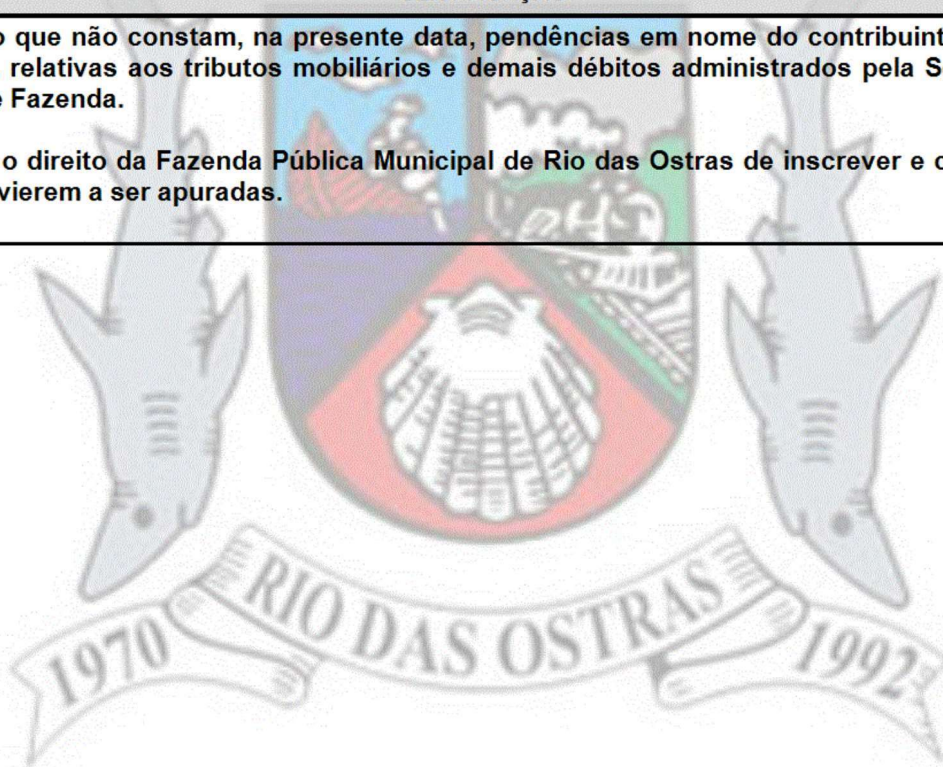 que não constam, na presente data, pendências em nome do
relativas aos tributos mobiliários e demais débitos administrados pela
Fazenda.
o direito da Fazenda Pública Municipal de Rio das Ostras de inscrever e
vierem a ser apuradas.
RIO DAS OSTRAS
1970
1992